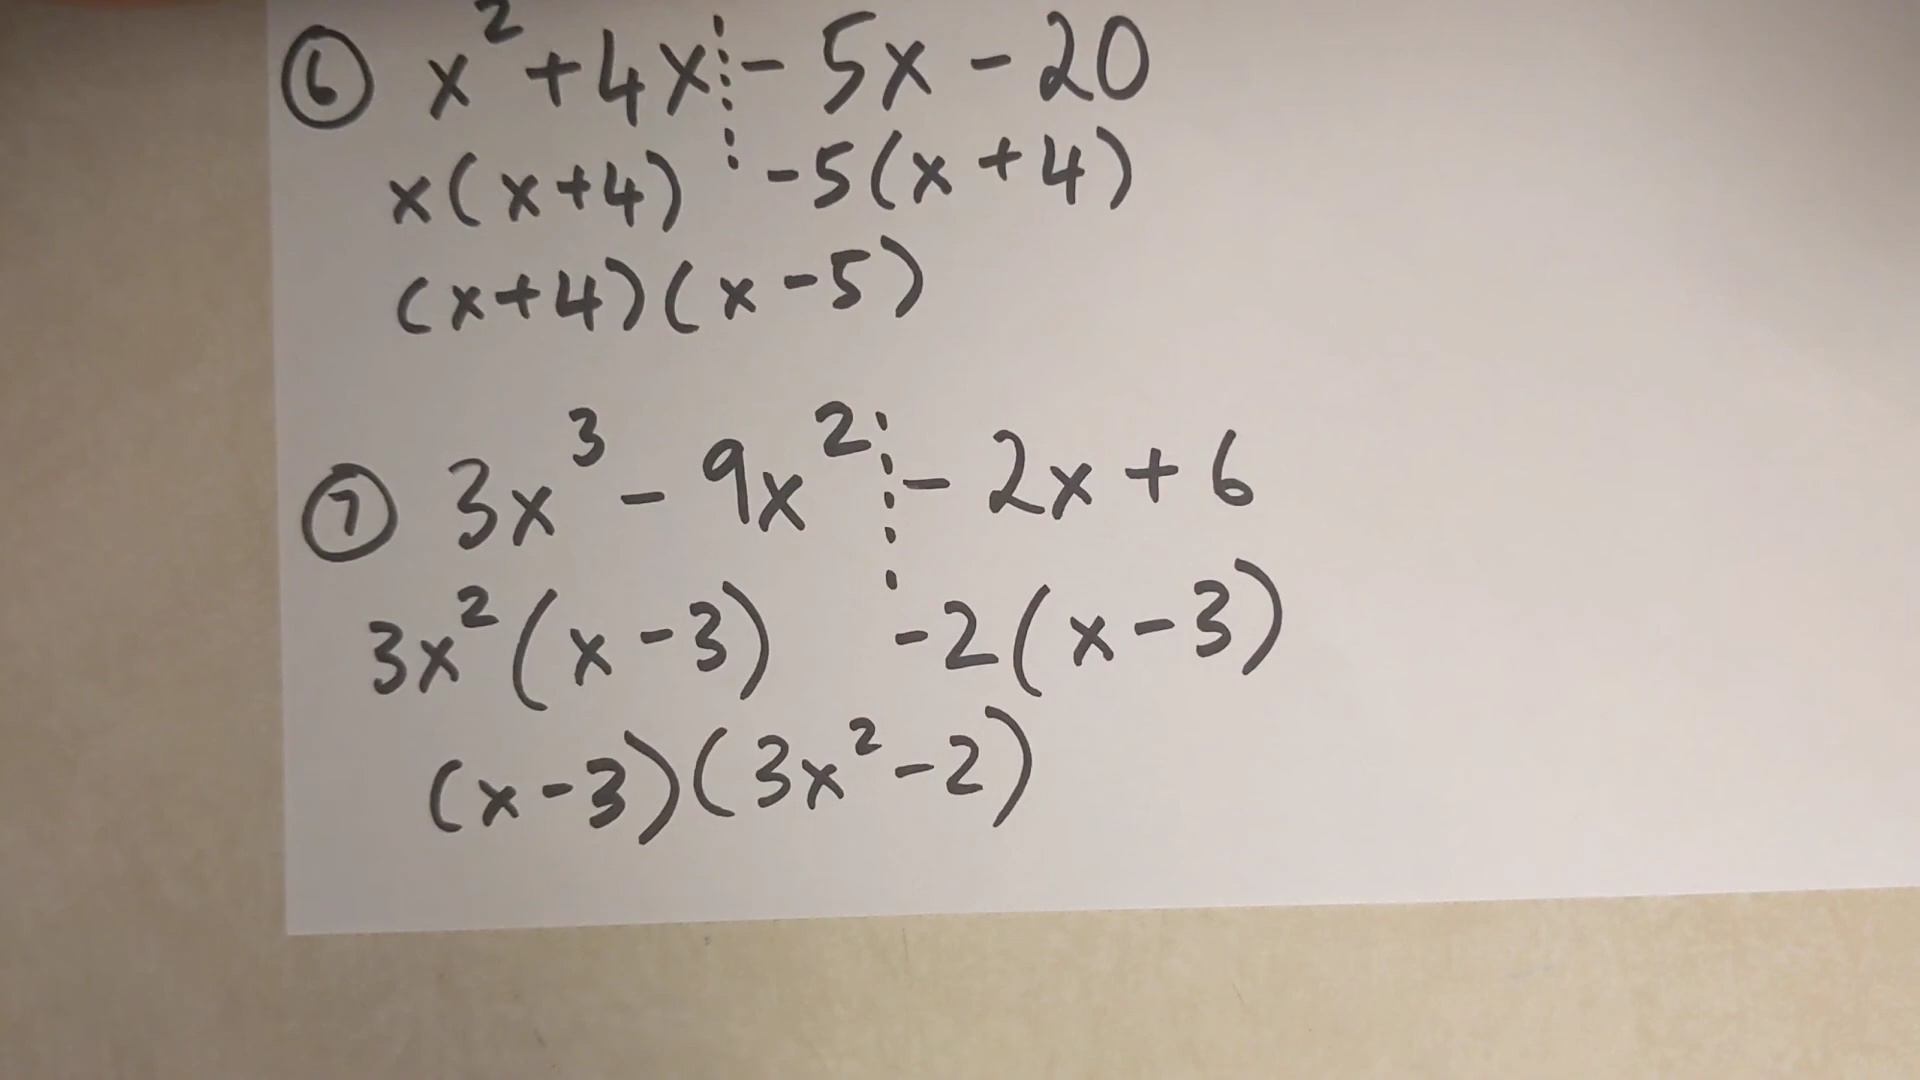 ⑥ x² + 4x ⋮ - 5x - 20
x(x+4) ⋮ -5(x+4)
(x+4)(x-5)
⑦ 3x³ - 9x² ⋮ - 2x + 6
3x²(x-3) -2(x-3)
(x-3)(3x²-2)